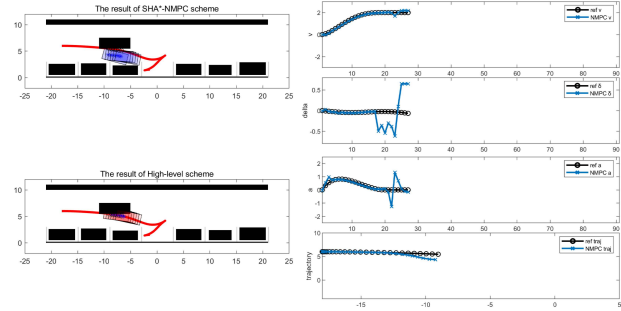 The result of SHA*-NMPC scheme
10
5
0
-25 -20 -15 -10 -5 0 5 10 15 20 25
The result of High-level scheme
10
5
0
-25 -20 -15 -10 -5 0 5 10 15 20 25
v
2
0
-2
ref v
NMPC v
0 10 20 30 40 50 60 70 80 90
delta
0.5
0
-0.5
ref δ
NMPC δ
0 10 20 30 40 50 60 70 80 90
a
2
1
0
-1
-2
ref a
NMPC a
0 10 20 30 40 50 60 70 80 90
trajectory
5
0
ref traj
NMPC traj
-15 -10 -5 0 5